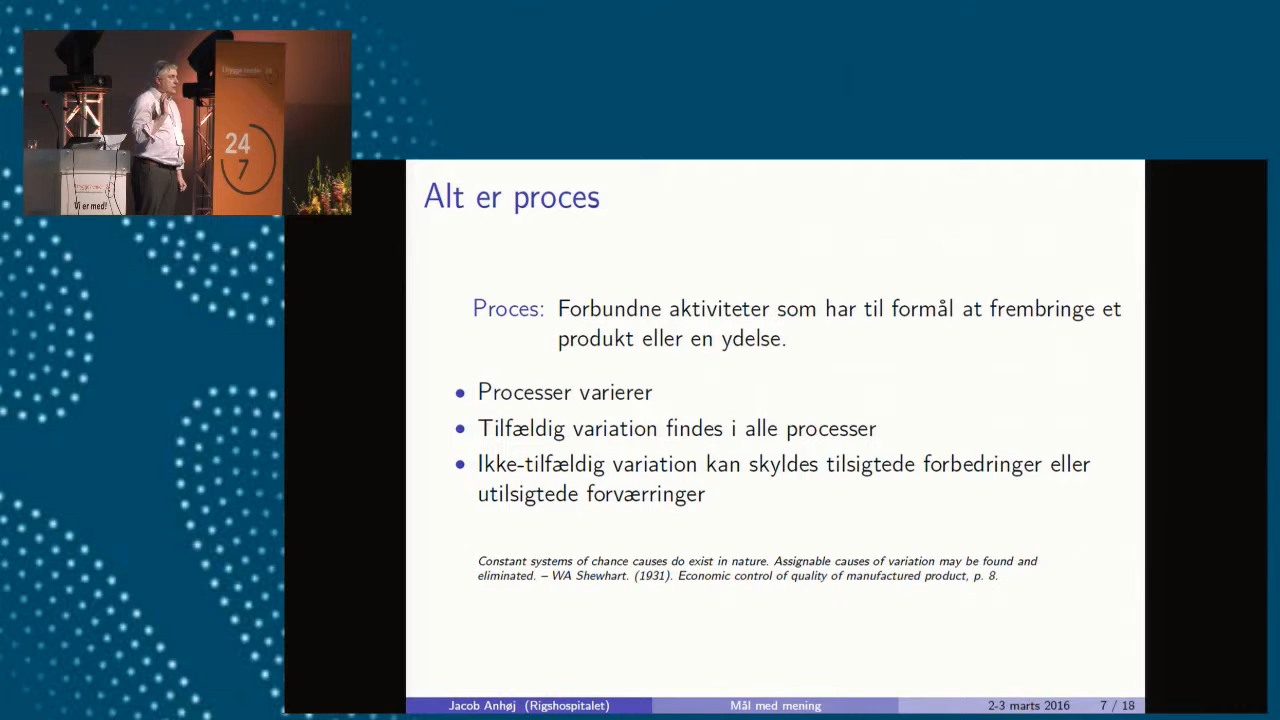 24
7
Vi er med!
Alt er proces
Proces: Forbundne aktiviteter som har til formål at frembringe et
produkt eller en ydelse.
• Processer varierer
• Tilfældig variation findes i alle processer
• Ikke-tilfældig variation kan skyldes tilsigtede forbedringer eller
utilsigtede forværringer
Constant systems of chance causes do exist in nature. Assignable causes of variation may be found and
eliminated. – WA Shewhart. (1931). Economic control of quality of manufactured product, p. 8.
Jacob Anhøj (Rigshospitalet) Mål med mening 2-3 marts 2016 7 / 18